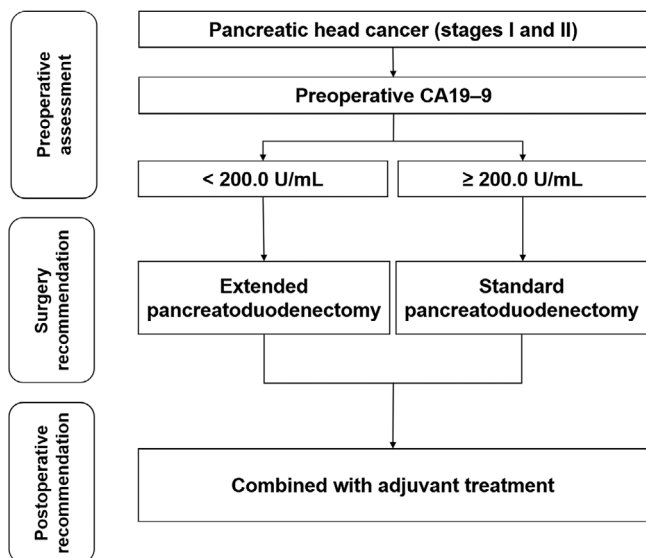 Preoperative
assessment
Pancreatic head cancer (stages I and II)
Preoperative CA19–9
< 200.0 U/mL
≥ 200.0 U/mL
Surgery
recommendation
Extended
pancreatoduodenectomy
Standard
pancreatoduodenectomy
Postoperative
recommendation
Combined with adjuvant treatment